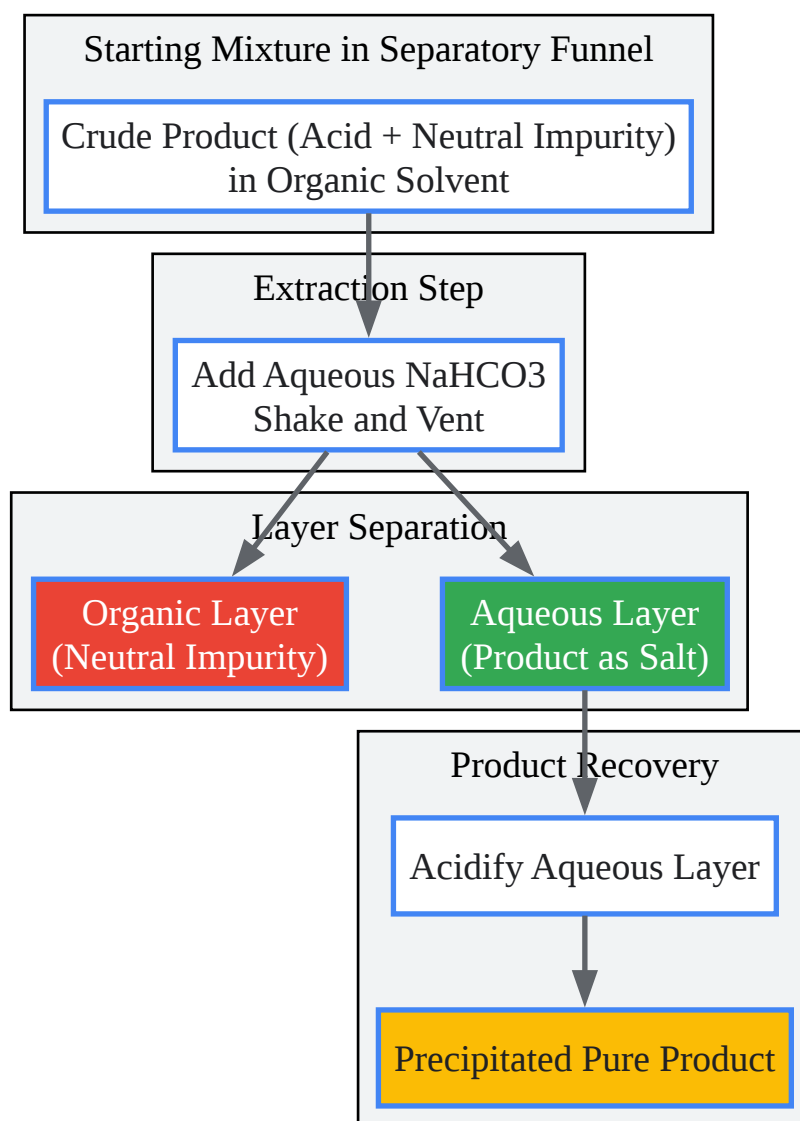 Starting Mixture in Separatory Funnel
Crude Product (Acid + Neutral Impurity)
in Organic Solvent
Extraction Step
Add Aqueous NaHCO3
Shake and Vent
Layer Separation
Organic Layer
(Neutral Impurity)
Aqueous Layer
(Product as Salt)
Product Recovery
Acidify Aqueous Layer
Precipitated Pure Product